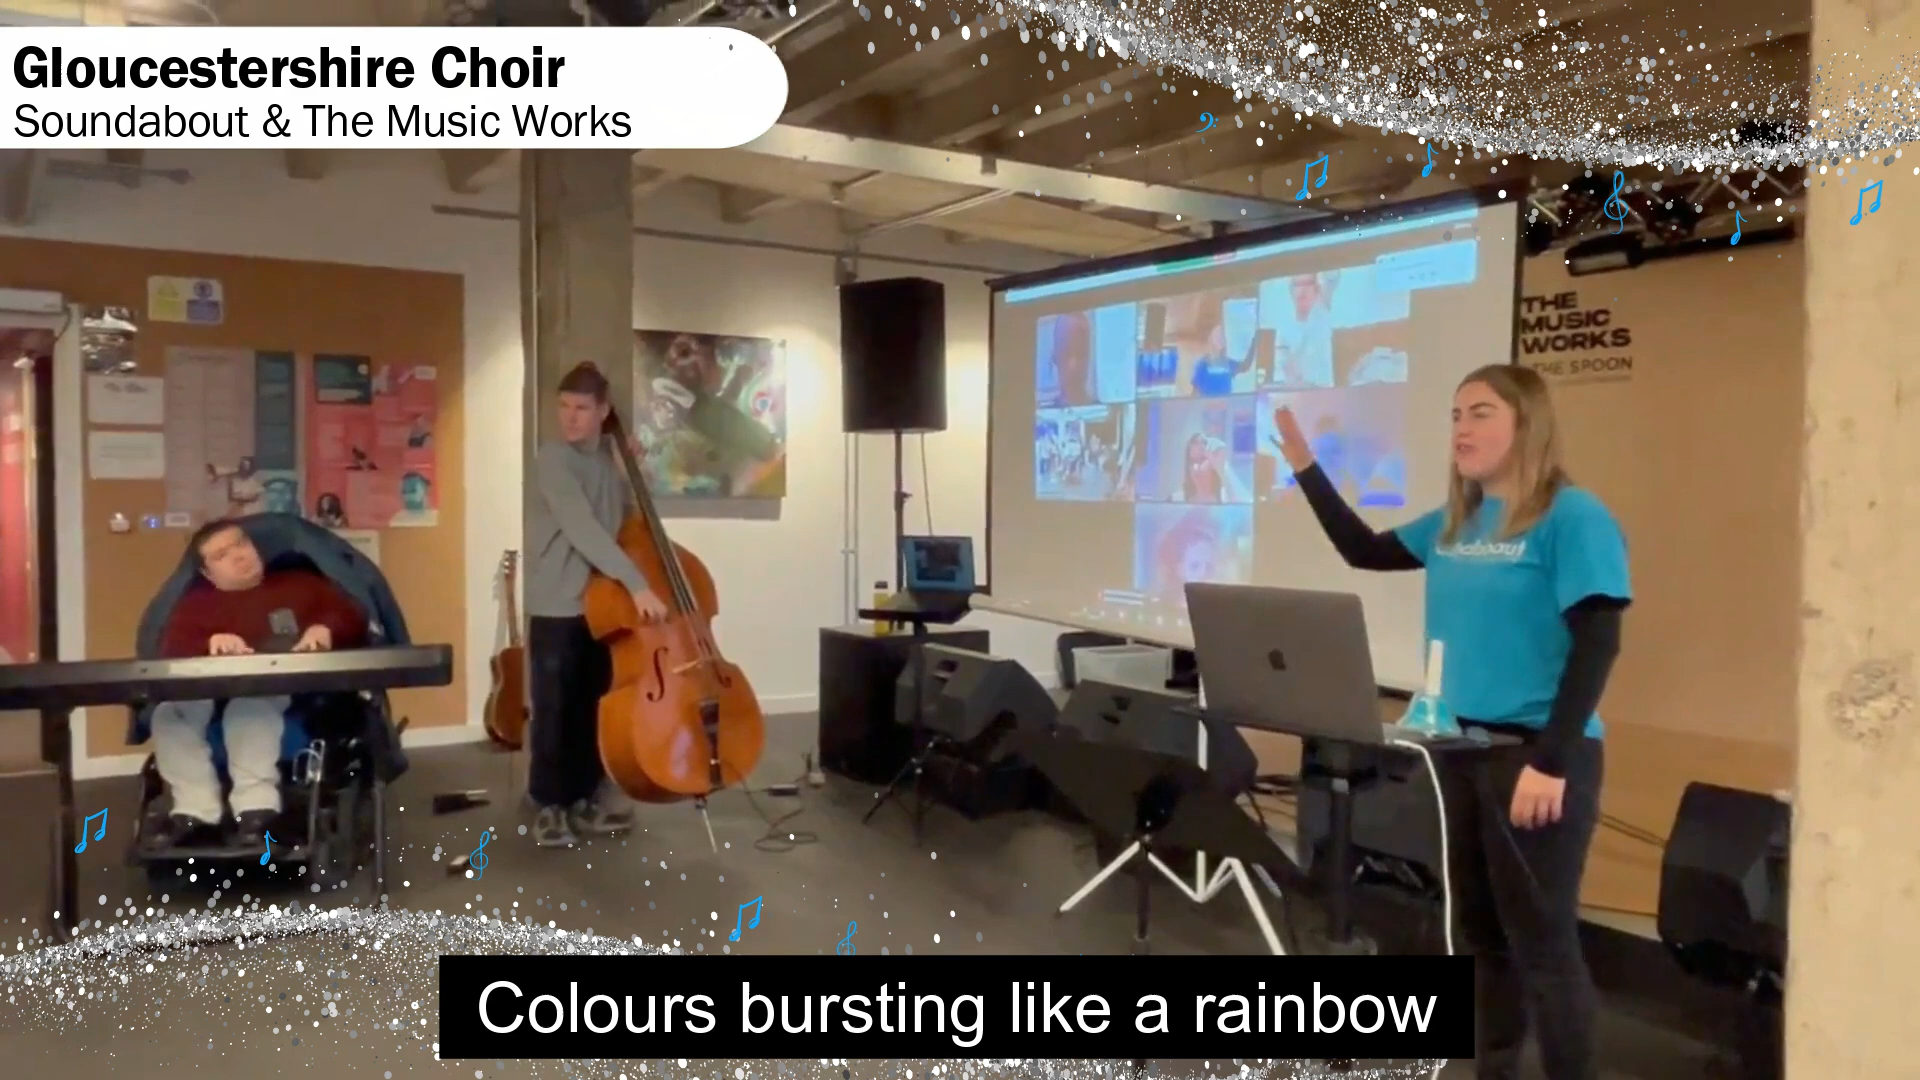 Gloucestershire Choir
Soundabout & The Music Works
THE
MUSIC
WORKS
THE SPOON
Colours bursting like a rainbow